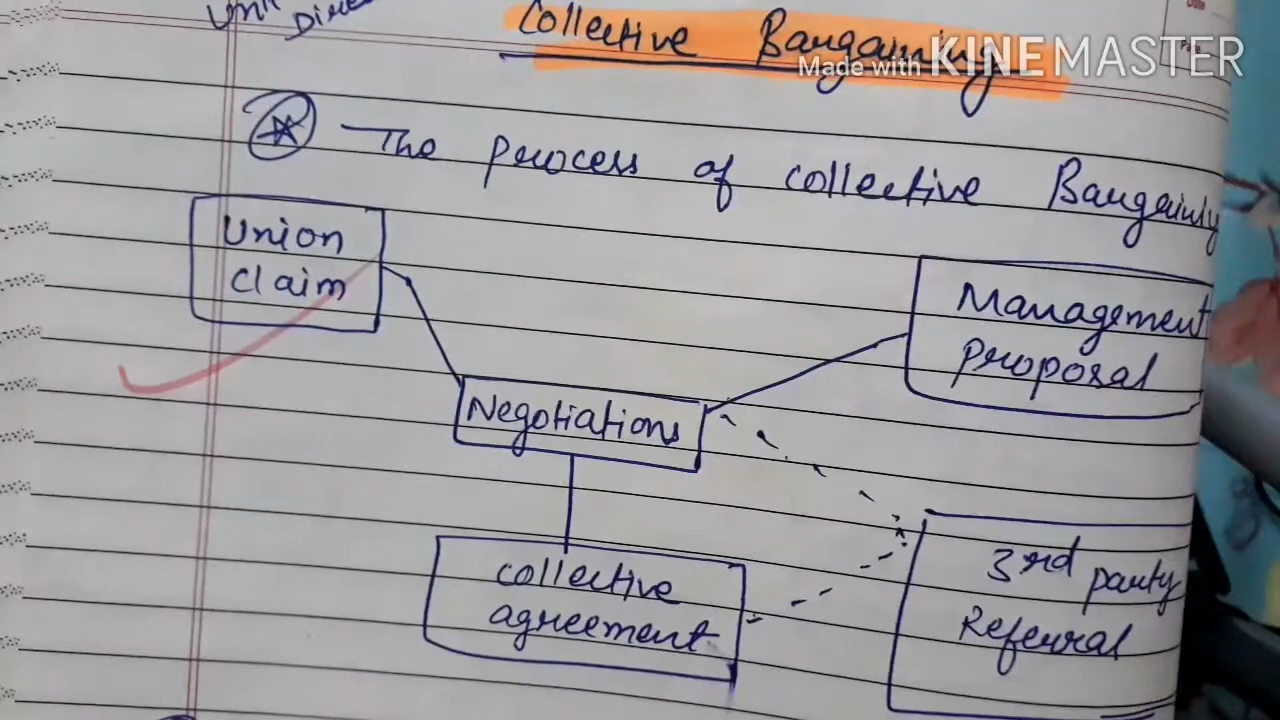 Collective Bargaining
Made with KINEMASTER
The process of collective Bargainly
Union
Claim
Management
Proposal
Negotiations
3rd party
Referral
collective
agreement